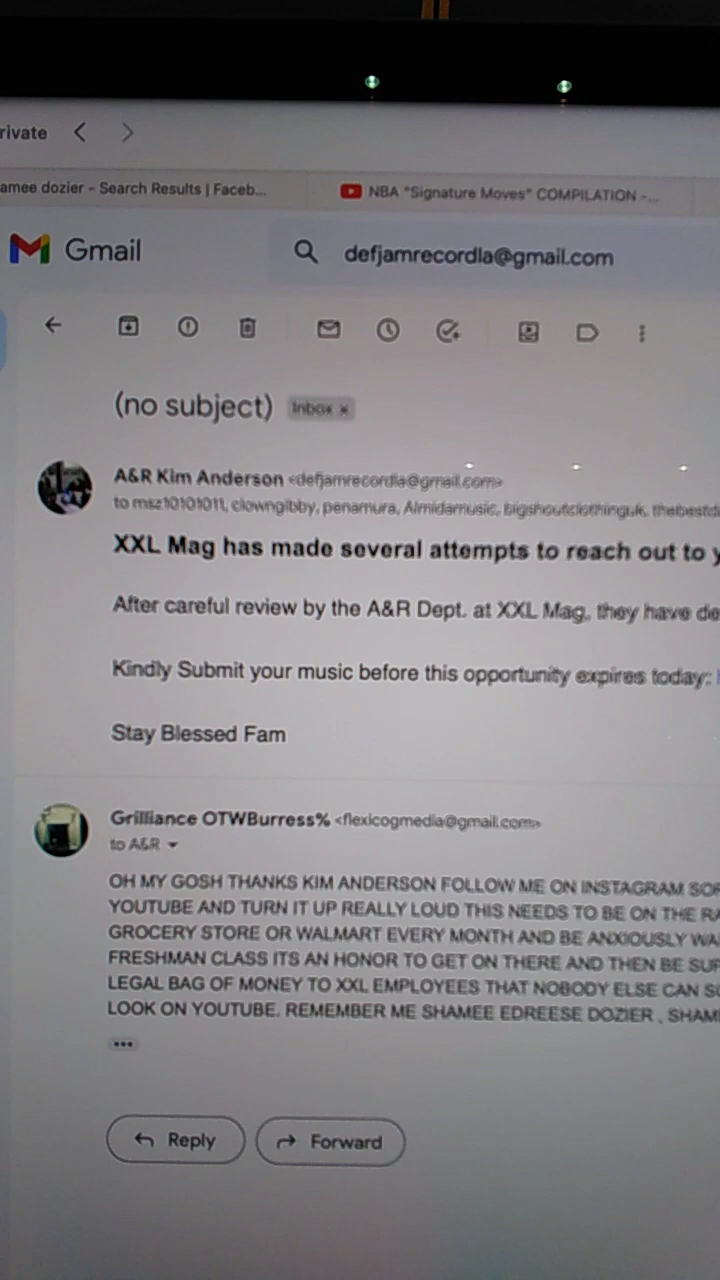 rivate
amee dozier - Search Results | Faceb... NBA "Signature Moves" COMPILATION -...
Gmail defjamrecordla@gmail.com
(no subject) Inbox x
A&R Kim Anderson <defjamrecordla@gmail.com>
to msz10101011, clowngibby, penamura, Almidamusic, bigshoutclothinguk, thebestd
XXL Mag has made several attempts to reach out to y
After careful review by the A&R Dept. at XXL Mag, they have de
Kindly Submit your music before this opportunity expires today:
Stay Blessed Fam
Grilliance OTWBurress% <flexicogmedia@gmail.com>
to A&R
OH MY GOSH THANKS KIM ANDERSON FOLLOW ME ON INSTAGRAM SOR
YOUTUBE AND TURN IT UP REALLY LOUD THIS NEEDS TO BE ON THE RA
GROCERY STORE OR WALMART EVERY MONTH AND BE ANXIOUSLY WAI
FRESHMAN CLASS ITS AN HONOR TO GET ON THERE AND THEN BE SUR
LEGAL BAG OF MONEY TO XXL EMPLOYEES THAT NOBODY ELSE CAN SC
LOOK ON YOUTUBE. REMEMBER ME SHAMEE EDREESE DOZIER , SHAM
Reply Forward